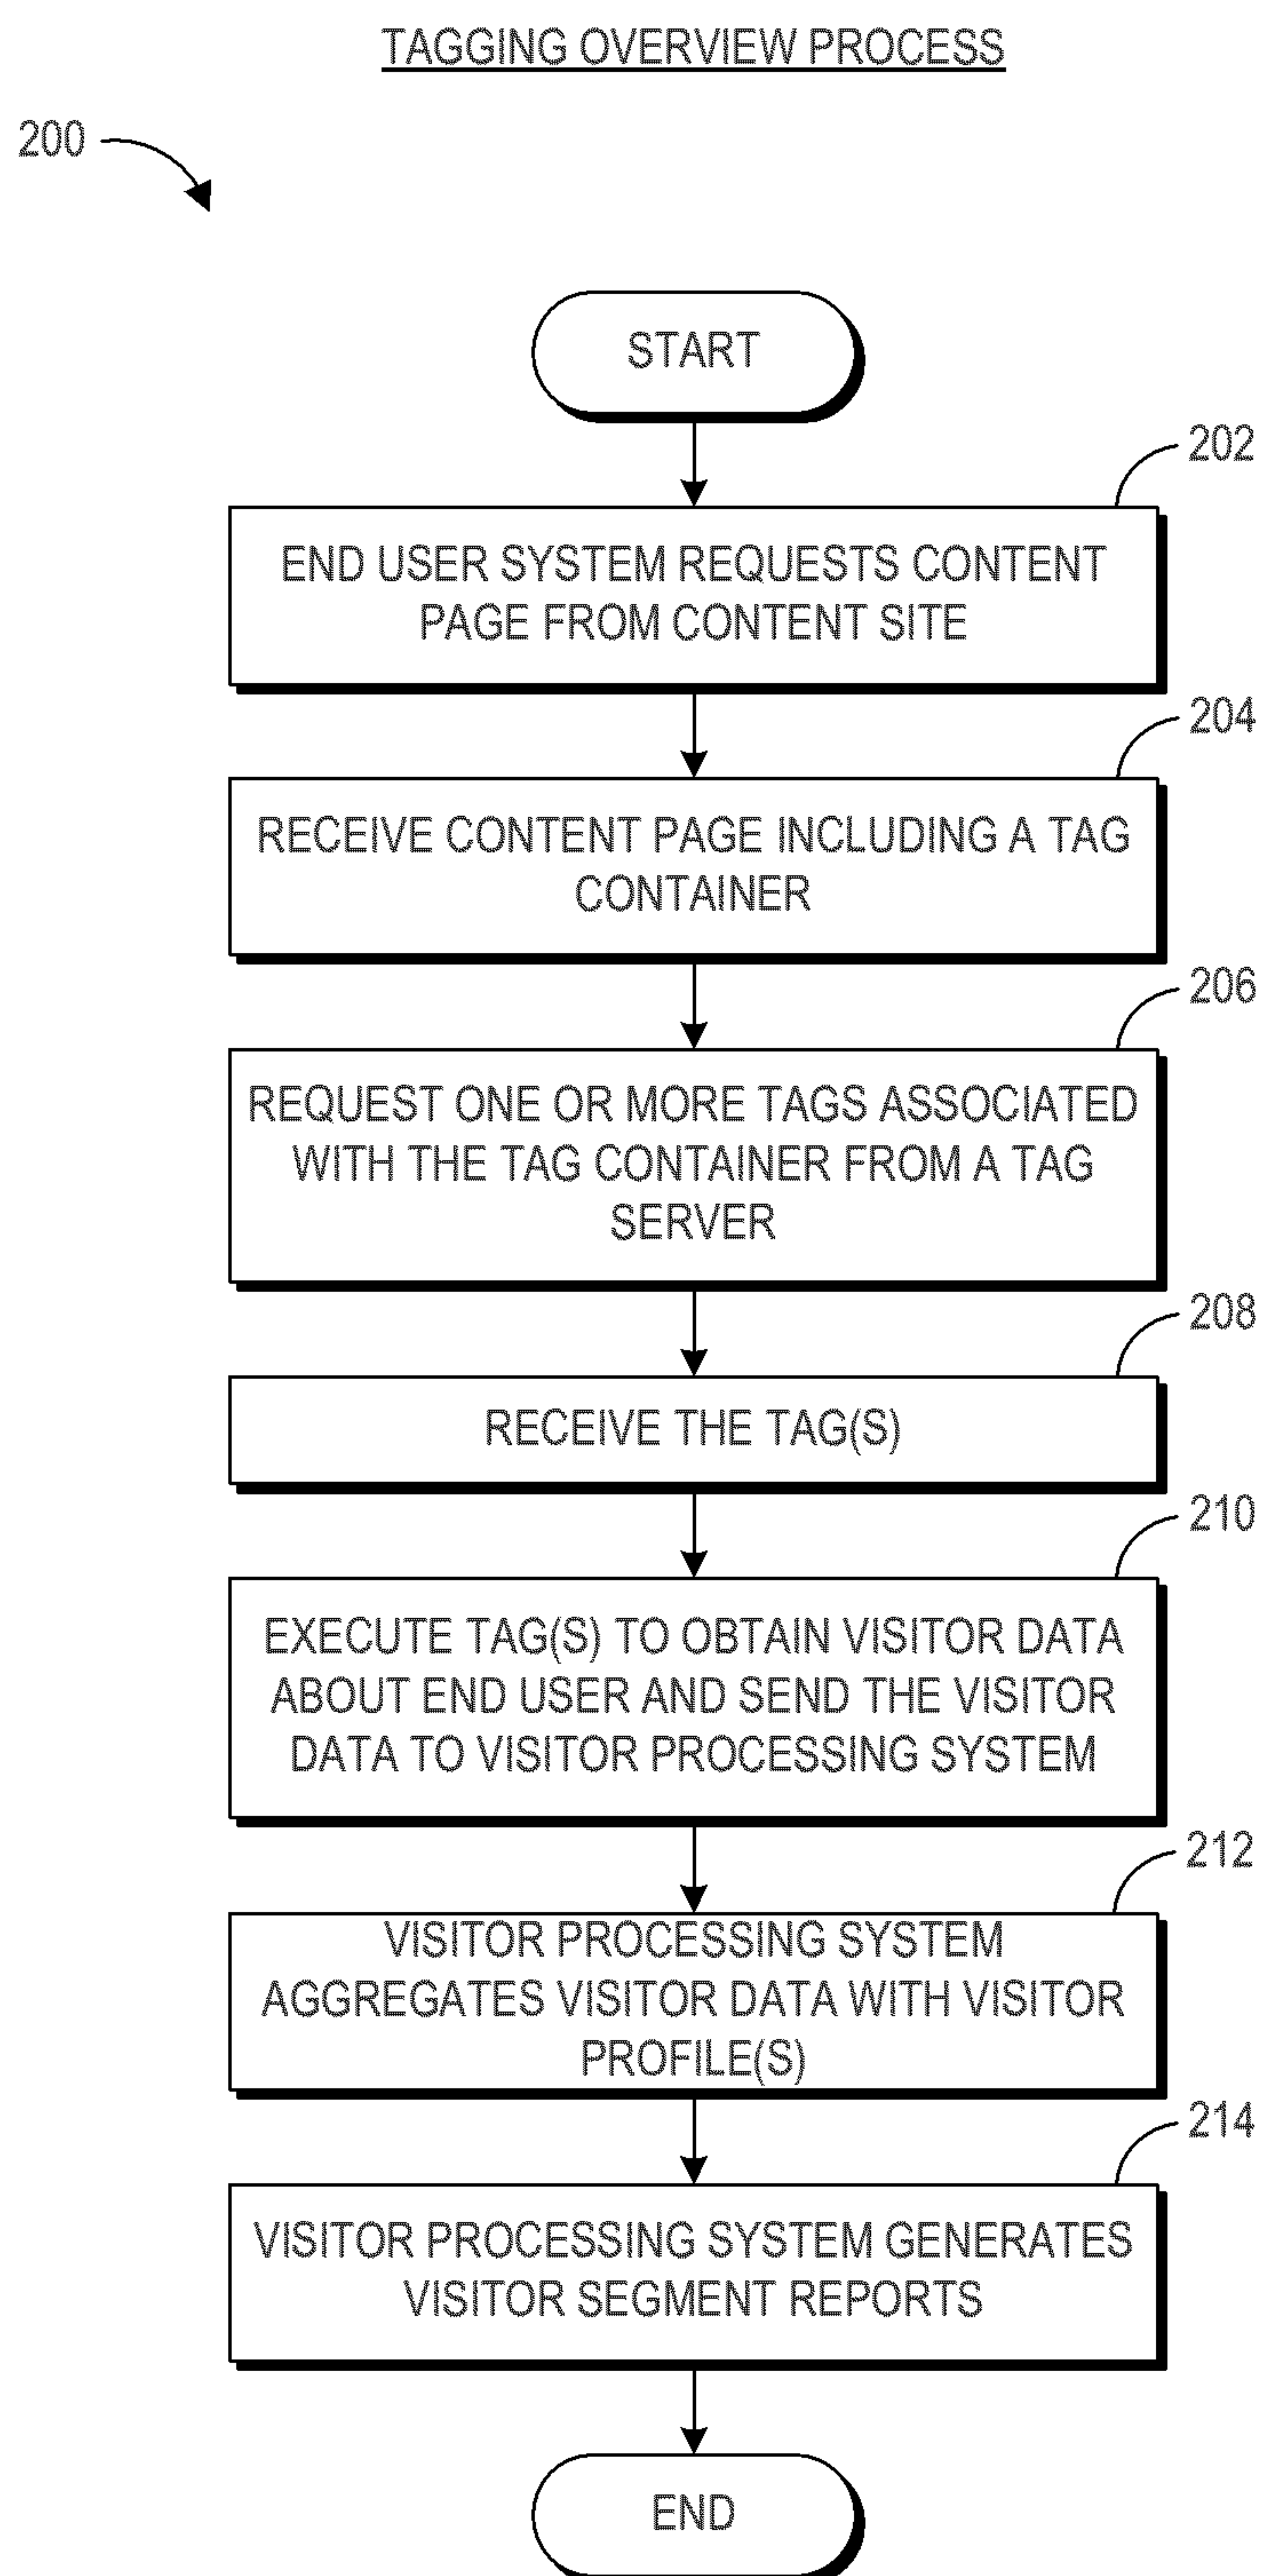 TAGGING OVERVIEW PROCESS
200
START
202
END USER SYSTEM REQUESTS CONTENT
PAGE FROM CONTENT SITE
204
RECEIVE CONTENT PAGE INCLUDING A TAG
CONTAINER
206
REQUEST ONE OR MORE TAGS ASSOCIATED
WITH THE TAG CONTAINER FROM A TAG
SERVER
208
RECEIVE THE TAG(S)
210
EXECUTE TAG(S) TO OBTAIN VISITOR DATA
ABOUT END USER AND SEND THE VISITOR
DATA TO VISITOR PROCESSING SYSTEM
212
VISITOR PROCESSING SYSTEM
AGGREGATES VISITOR DATA WITH VISITOR
PROFILE(S)
214
VISITOR PROCESSING SYSTEM GENERATES
VISITOR SEGMENT REPORTS
END